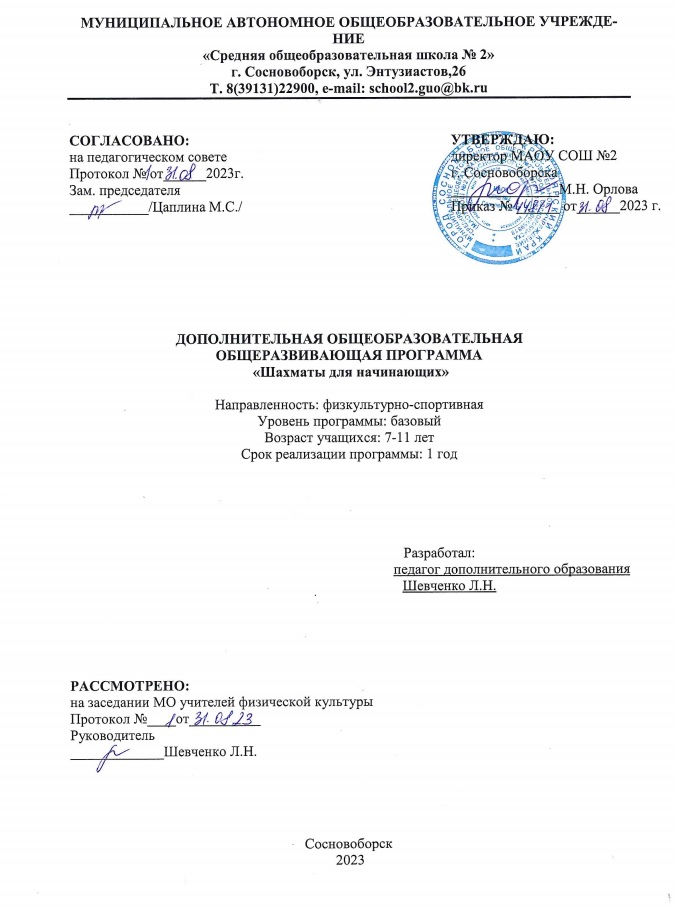 МУНИЦИПАЛЬНОЕ АВТОНОМНОЕ ОБЩЕОБРАЗОВАТЕЛЬНОЕ УЧРЕЖДЕ-
НИЕ
«Средняя общеобразовательная школа № 2»
г. Сосновоборск, ул. Энтузиастов,26
Т. 8(39131)22900, e-mail: school2.guo@bk.ru
СОГЛАСОВАНО:
на педагогическом совете
Протокол №1от 31.08 2023г.
Зам. председателя
/Цаплина М.С./
УТВЕРЖДАЮ:
директор МАОУ СОШ №2
г. Сосновоборска
М.Н. Орлова
Приказ № от 31.08 2023 г.
ДОПОЛНИТЕЛЬНАЯ ОБЩЕОБРАЗОВАТЕЛЬНАЯ
ОБЩЕРАЗВИВАЮЩАЯ ПРОГРАММА
«Шахматы для начинающих»
Направленность: физкультурно-спортивная
Уровень программы: базовый
Возраст учащихся: 7-11 лет
Срок реализации программы: 1 год
Разработал:
педагог дополнительного образования
Шевченко Л.Н.
РАССМОТРЕНО:
на заседании МО учителей физической культуры
Протокол № 1 от 31.08.23
Руководитель
Шевченко Л.Н.
Сосновоборск
2023